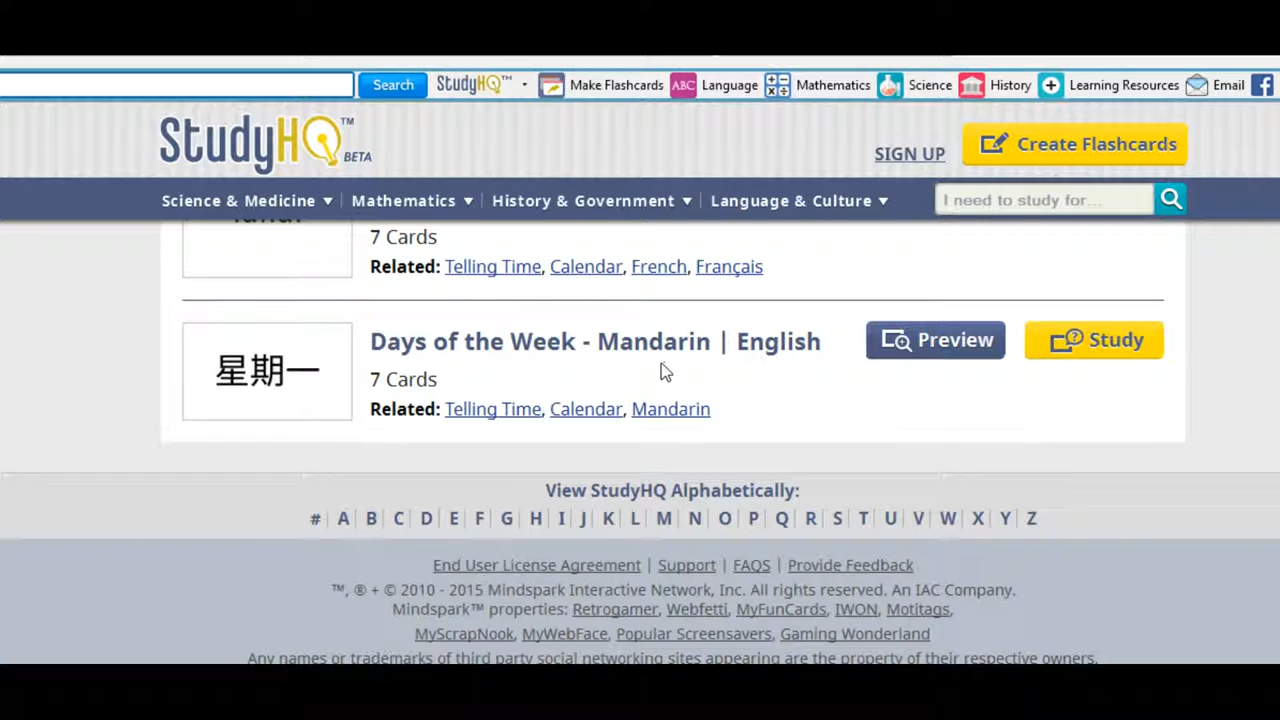 Search StudyHQ™ Make Flashcards ABC Language Mathematics Science History Learning Resources Email
StudyHQ™ BETA SIGN UP Create Flashcards
Science & Medicine Mathematics History & Government Language & Culture I need to study for...
7 Cards
Related: Telling Time, Calendar, French, Français
星期一
Days of the Week - Mandarin | English Preview Study
7 Cards
Related: Telling Time, Calendar, Mandarin
View StudyHQ Alphabetically:
# | A | B | C | D | E | F | G | H | I | J | K | L | M | N | O | P | Q | R | S | T | U | V | W | X | Y | Z
End User License Agreement | Support | FAQS | Provide Feedback
™, ® + © 2010 - 2015 Mindspark Interactive Network, Inc. All rights reserved. An IAC Company.
Mindspark™ properties: Retrogamer, Webfetti, MyFunCards, IWON, Motitags,
MyScrapNook, MyWebFace, Popular Screensavers, Gaming Wonderland
Any names or trademarks of third party social networking sites appearing are the property of their respective owners.